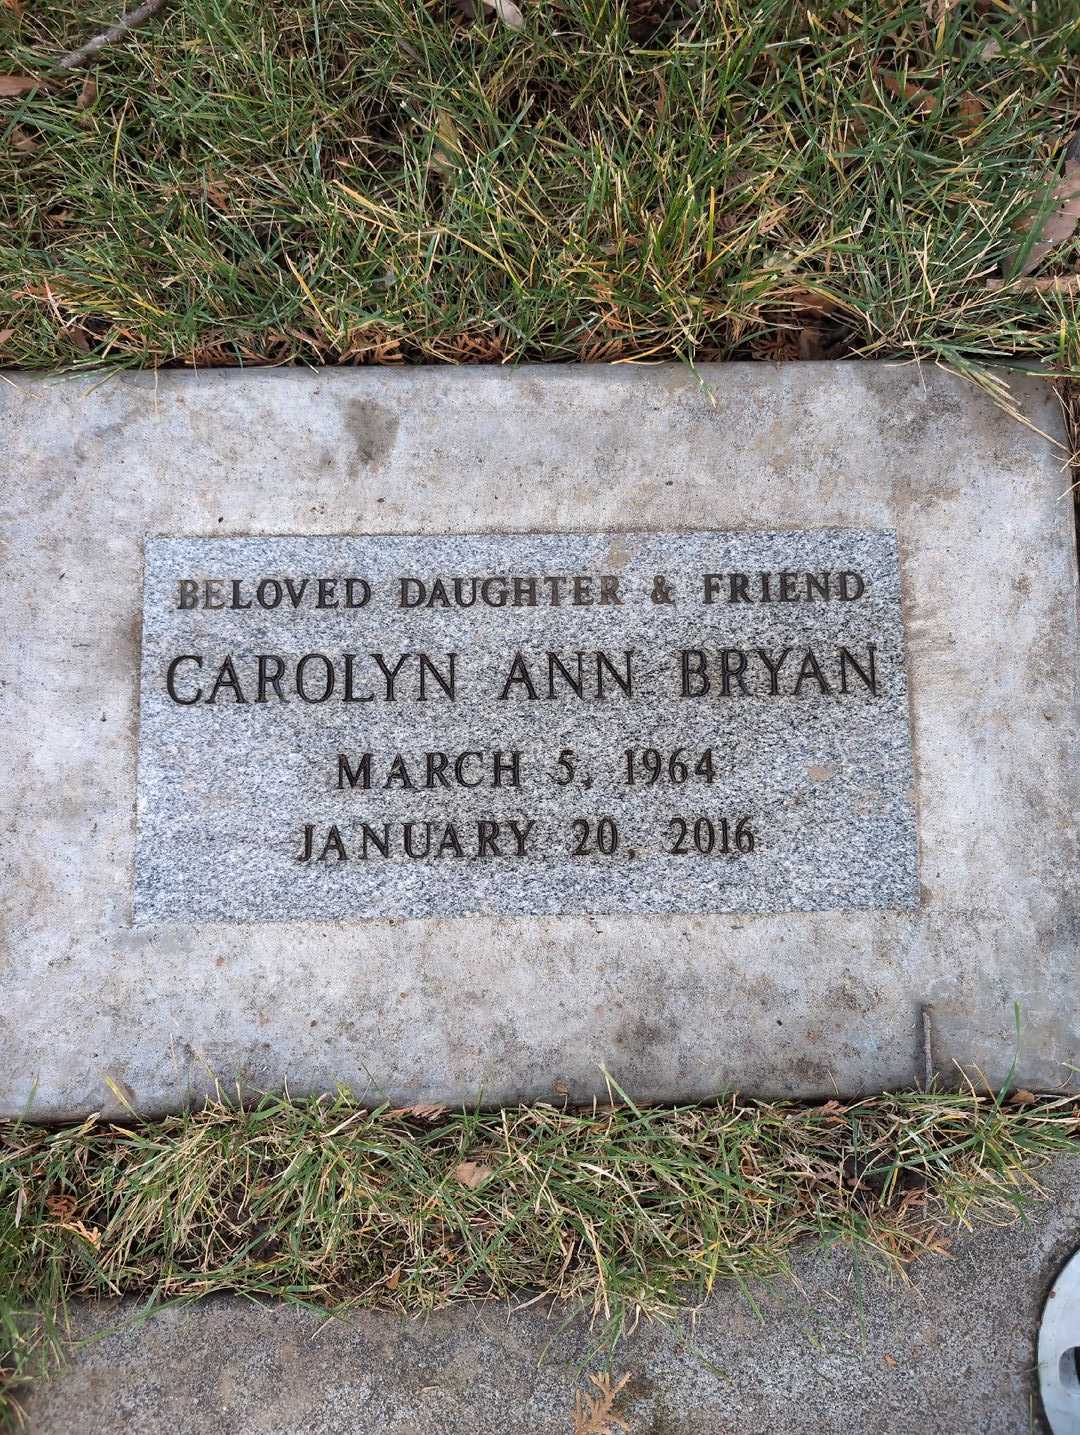 BELOVED DAUGHTER & FRIEND
CAROLYN ANN BRYAN
MARCH 5, 1964
JANUARY 20, 2016